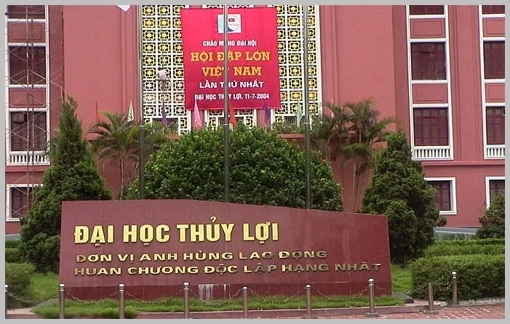 CHÀO MỪNG ĐẠI HỘI
HỘI ĐẬP LỚN
VIỆT NAM
LẦN THỨ NHẤT
ĐẠI HỌC THỦY LỢI, 11-7-2004
ĐẠI HỌC THỦY LỢI
ĐƠN VỊ ANH HÙNG LAO ĐỘNG
HUÂN CHƯƠNG ĐỘC LẬP HẠNG NHẤT